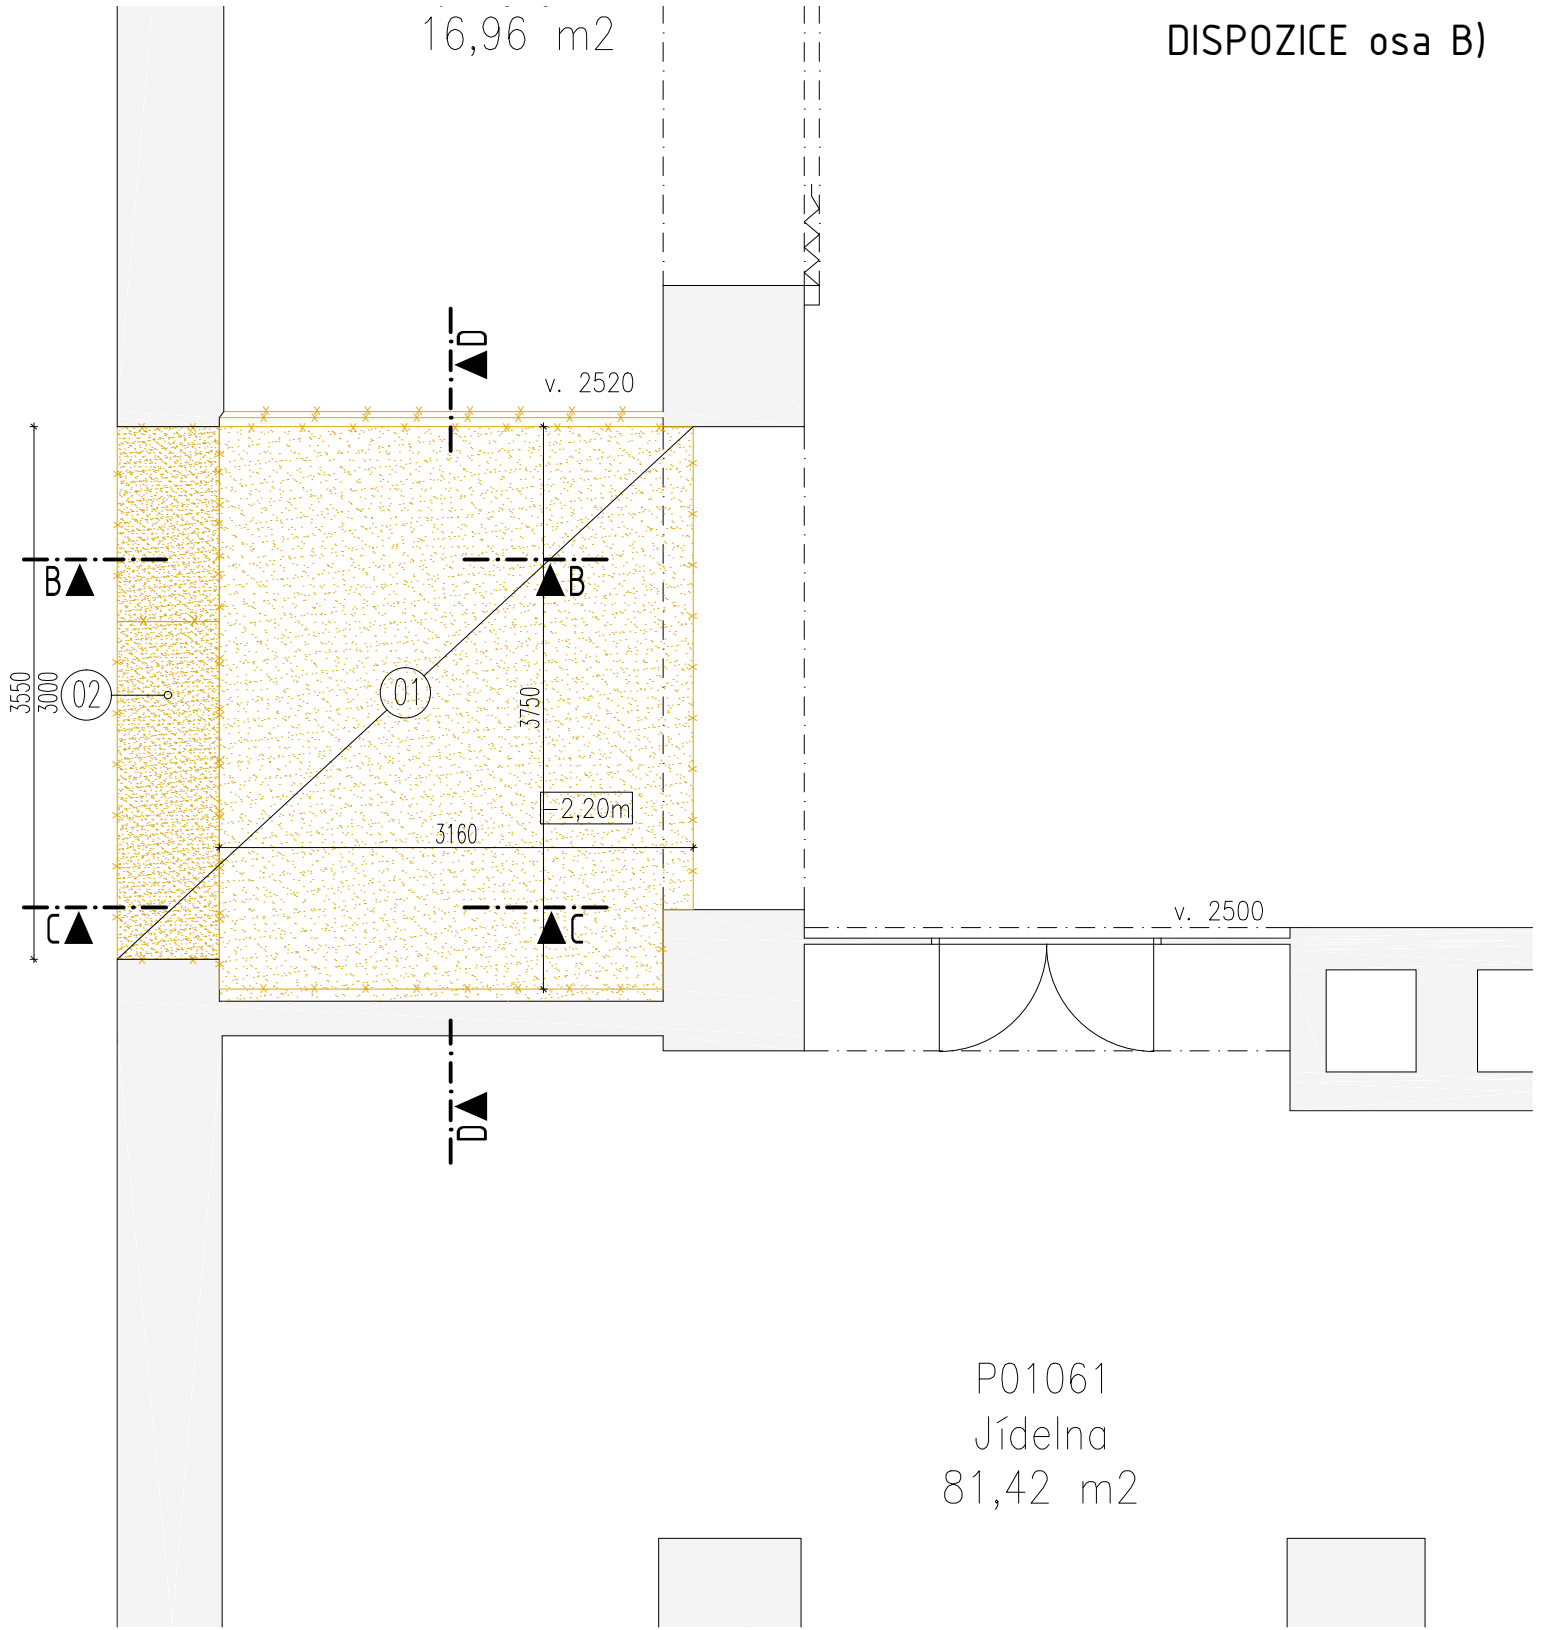 16,96 m2
DISPOZICE osa B)
D
v. 2520
B
B
3550
3000
02
01
3750
-2,20m
3160
C
C
v. 2500
D
P01061
Jídelna
81,42 m2